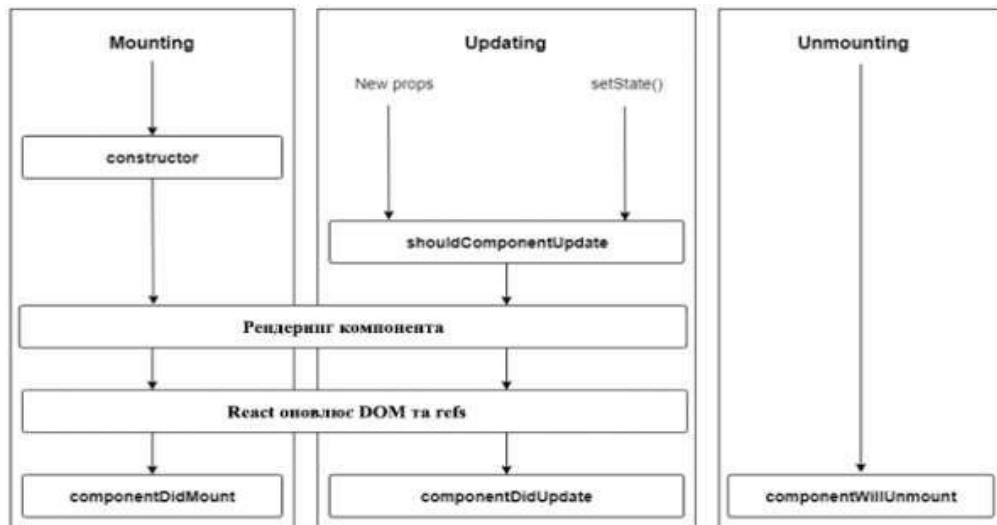 Mounting
Updating
Unmounting
New props
setState()
constructor
shouldComponentUpdate
Рендеринг компонента
React оновлює DOM та refs
componentDidMount
componentDidUpdate
componentWillUnmount